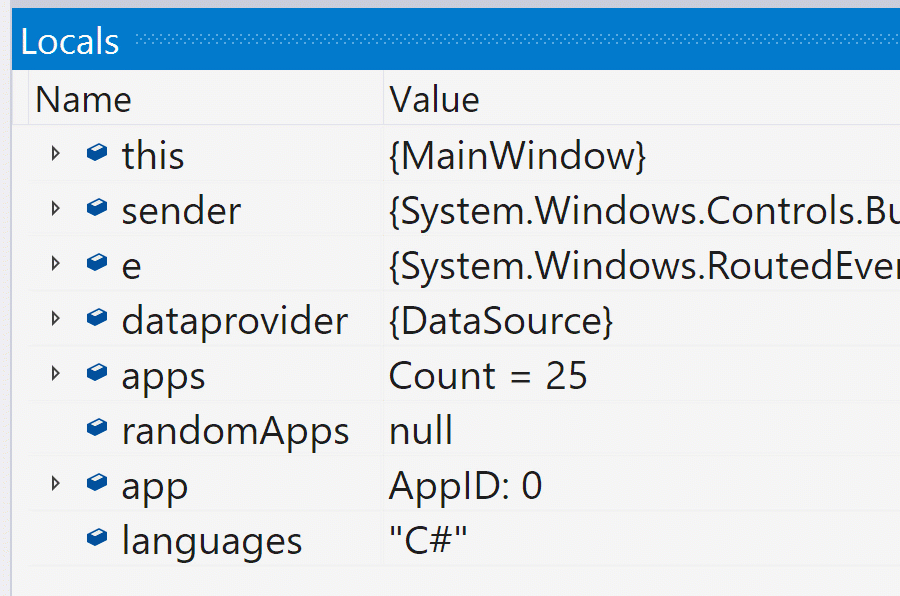 Locals
Name Value
this {MainWindow}
sender {System.Windows.Controls.Bu
e {System.Windows.RoutedEver
dataprovider {DataSource}
apps Count = 25
randomApps null
app AppID: 0
languages "C#"